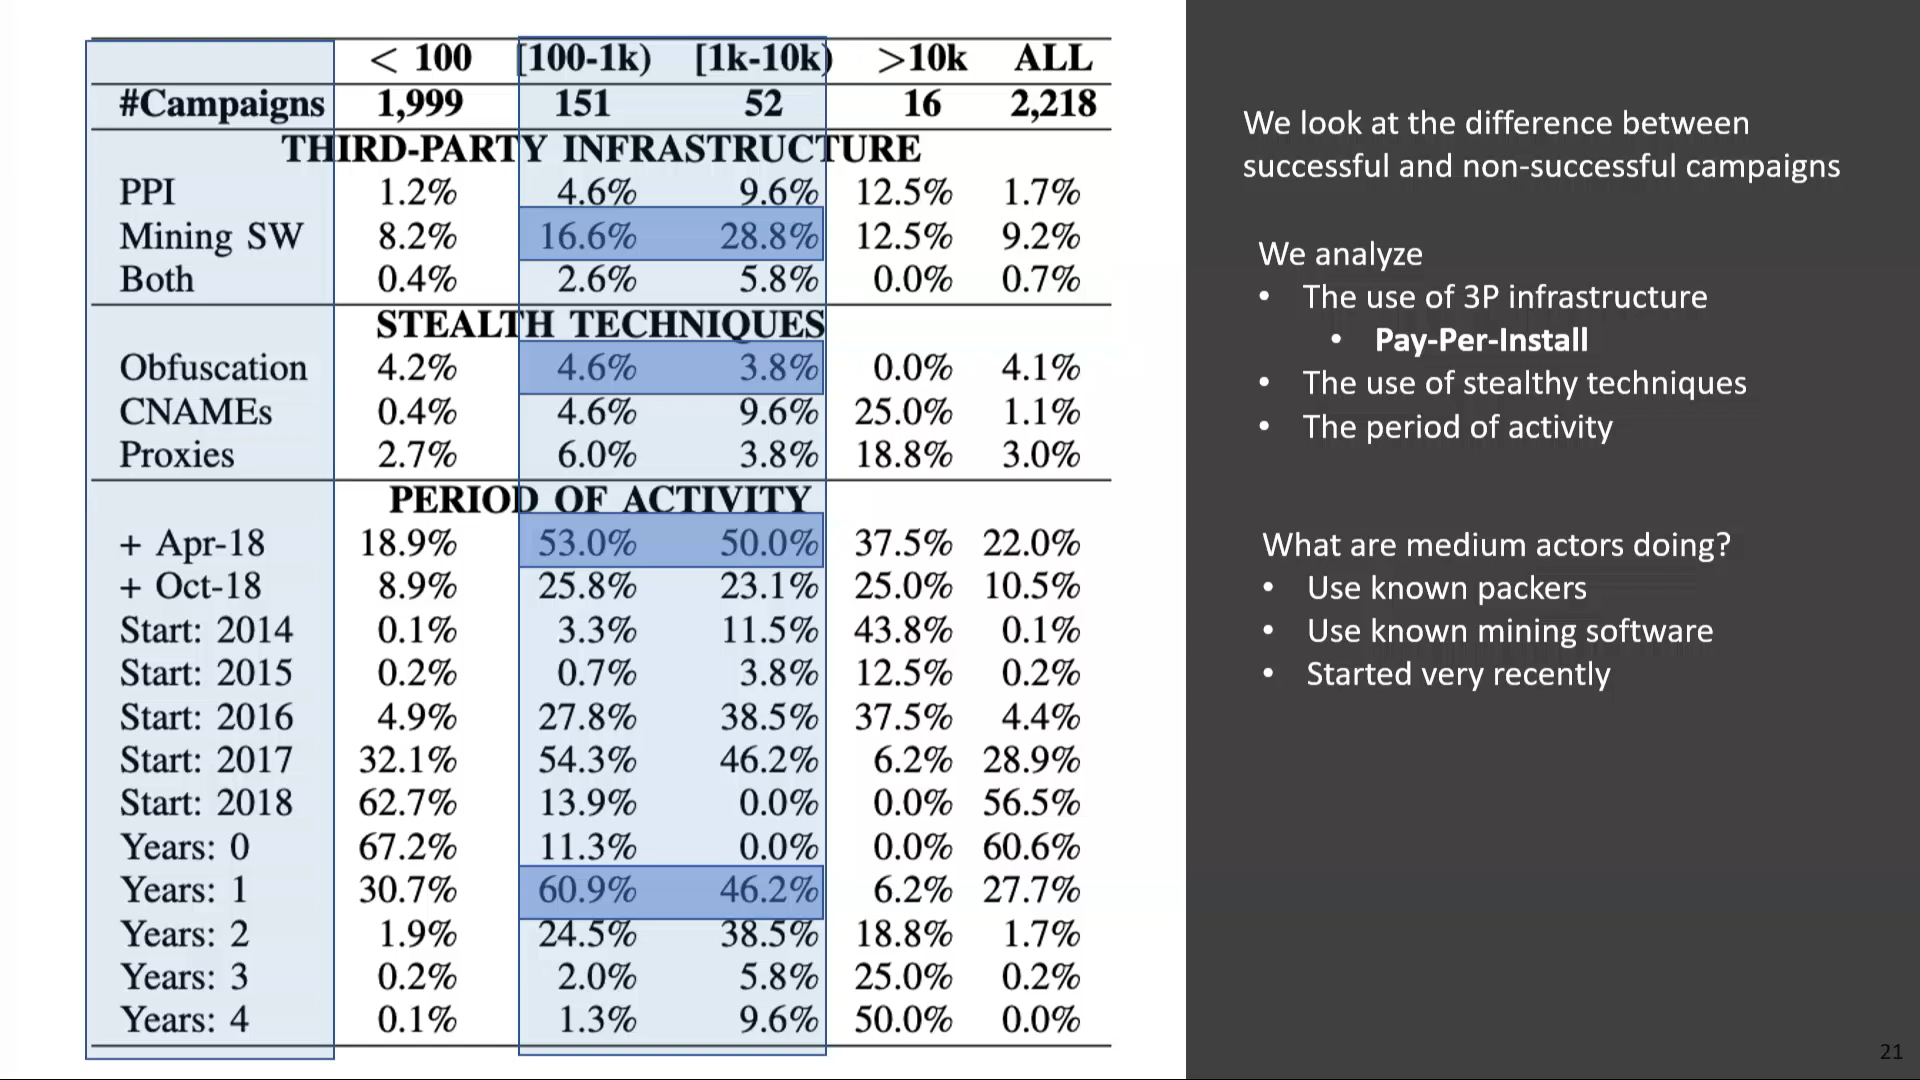 < 100 [100-1k) [1k-10k) >10k ALL
#Campaigns 1,999 151 52 16 2,218
THIRD-PARTY INFRASTRUCTURE
PPI 1.2% 4.6% 9.6% 12.5% 1.7%
Mining SW 8.2% 16.6% 28.8% 12.5% 9.2%
Both 0.4% 2.6% 5.8% 0.0% 0.7%
STEALTH TECHNIQUES
Obfuscation 4.2% 4.6% 3.8% 0.0% 4.1%
CNAMEs 0.4% 4.6% 9.6% 25.0% 1.1%
Proxies 2.7% 6.0% 3.8% 18.8% 3.0%
PERIOD OF ACTIVITY
+ Apr-18 18.9% 53.0% 50.0% 37.5% 22.0%
+ Oct-18 8.9% 25.8% 23.1% 25.0% 10.5%
Start: 2014 0.1% 3.3% 11.5% 43.8% 0.1%
Start: 2015 0.2% 0.7% 3.8% 12.5% 0.2%
Start: 2016 4.9% 27.8% 38.5% 37.5% 4.4%
Start: 2017 32.1% 54.3% 46.2% 6.2% 28.9%
Start: 2018 62.7% 13.9% 0.0% 0.0% 56.5%
Years: 0 67.2% 11.3% 0.0% 0.0% 60.6%
Years: 1 30.7% 60.9% 46.2% 6.2% 27.7%
Years: 2 1.9% 24.5% 38.5% 18.8% 1.7%
Years: 3 0.2% 2.0% 5.8% 25.0% 0.2%
Years: 4 0.1% 1.3% 9.6% 50.0% 0.0%
We look at the difference between
successful and non-successful campaigns
We analyze
• The use of 3P infrastructure
• Pay-Per-Install
• The use of stealthy techniques
• The period of activity
What are medium actors doing?
• Use known packers
• Use known mining software
• Started very recently
21